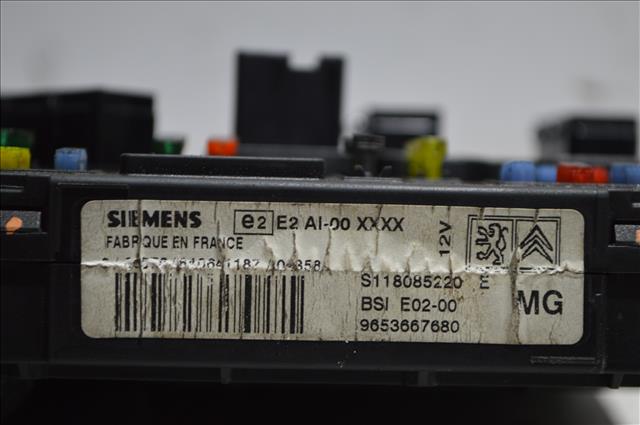 SIEMENS e2 E2 AI-00 XXXX
FABRIQUE EN FRANCE
12V
S118085220 E
BSI E02-00
9653667680
MG